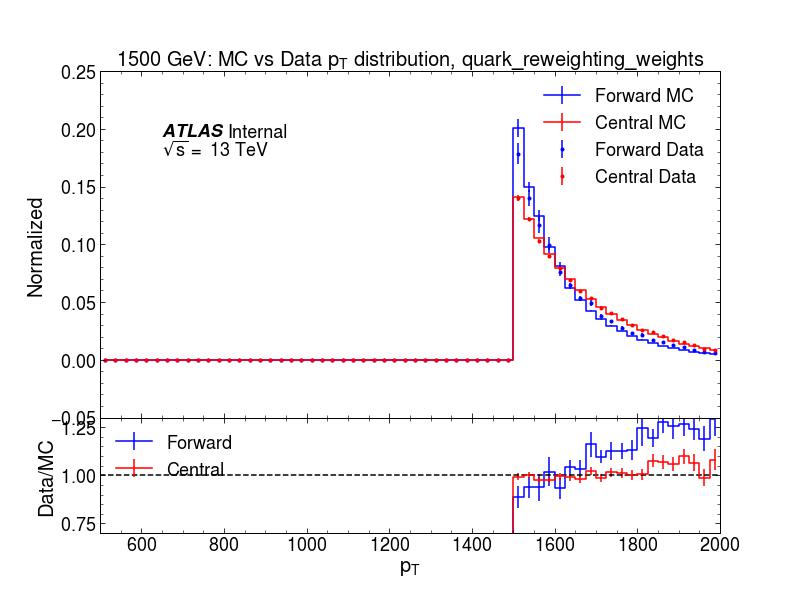 1500 GeV: MC vs Data p_T distribution, quark_reweighting_weights
0.25
0.20
0.15
0.10
0.05
0.00
−0.05
Normalized
ATLAS Internal
√s = 13 TeV
Forward MC
Central MC
Forward Data
Central Data
1.25
1.00
0.75
Data/MC
Forward
Central
600 800 1000 1200 1400 1600 1800 2000
p_T